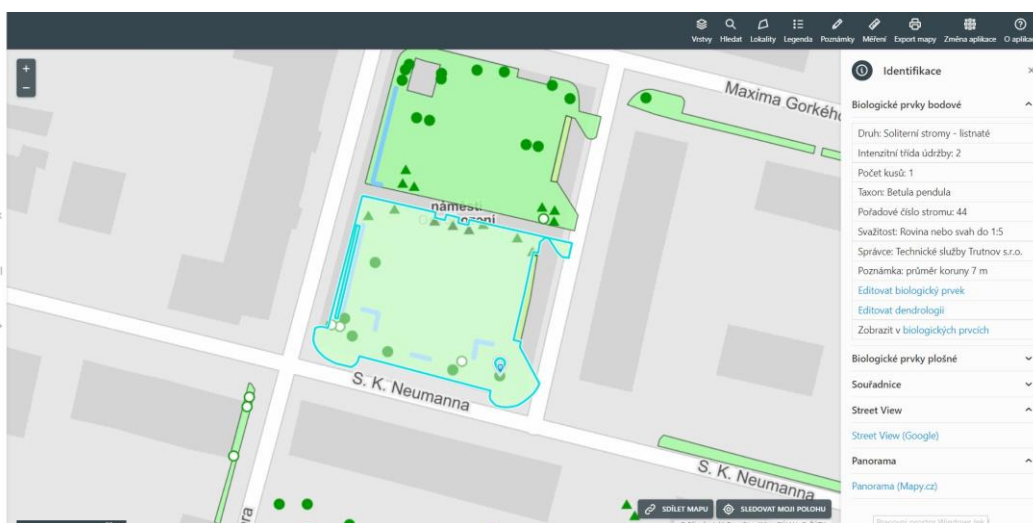 Vrstvy Hledat Lokality Legenda Poznámky Měření Export mapy Změna aplikace O aplikac
+
−
Maxima Gorkého
náměstí
S. K. Neumanna
S. K. Neumanna
SDÍLET MAPU SLEDOVAT MOJI POLOHU
Identifikace
Biologické prvky bodové
Druh: Soliterní stromy - listnaté
Intenzitní třída údržby: 2
Počet kusů: 1
Taxon: Betula pendula
Pořadové číslo stromu: 44
Svažitost: Rovina nebo svah do 1:5
Správce: Technické služby Trutnov s.r.o.
Poznámka: průměr koruny 7 m
Editovat biologický prvek
Editovat dendrologii
Zobrazit v biologických prvcích
Biologické prvky plošné
Souřadnice
Street View
Street View (Google)
Panorama
Panorama (Mapy.cz)